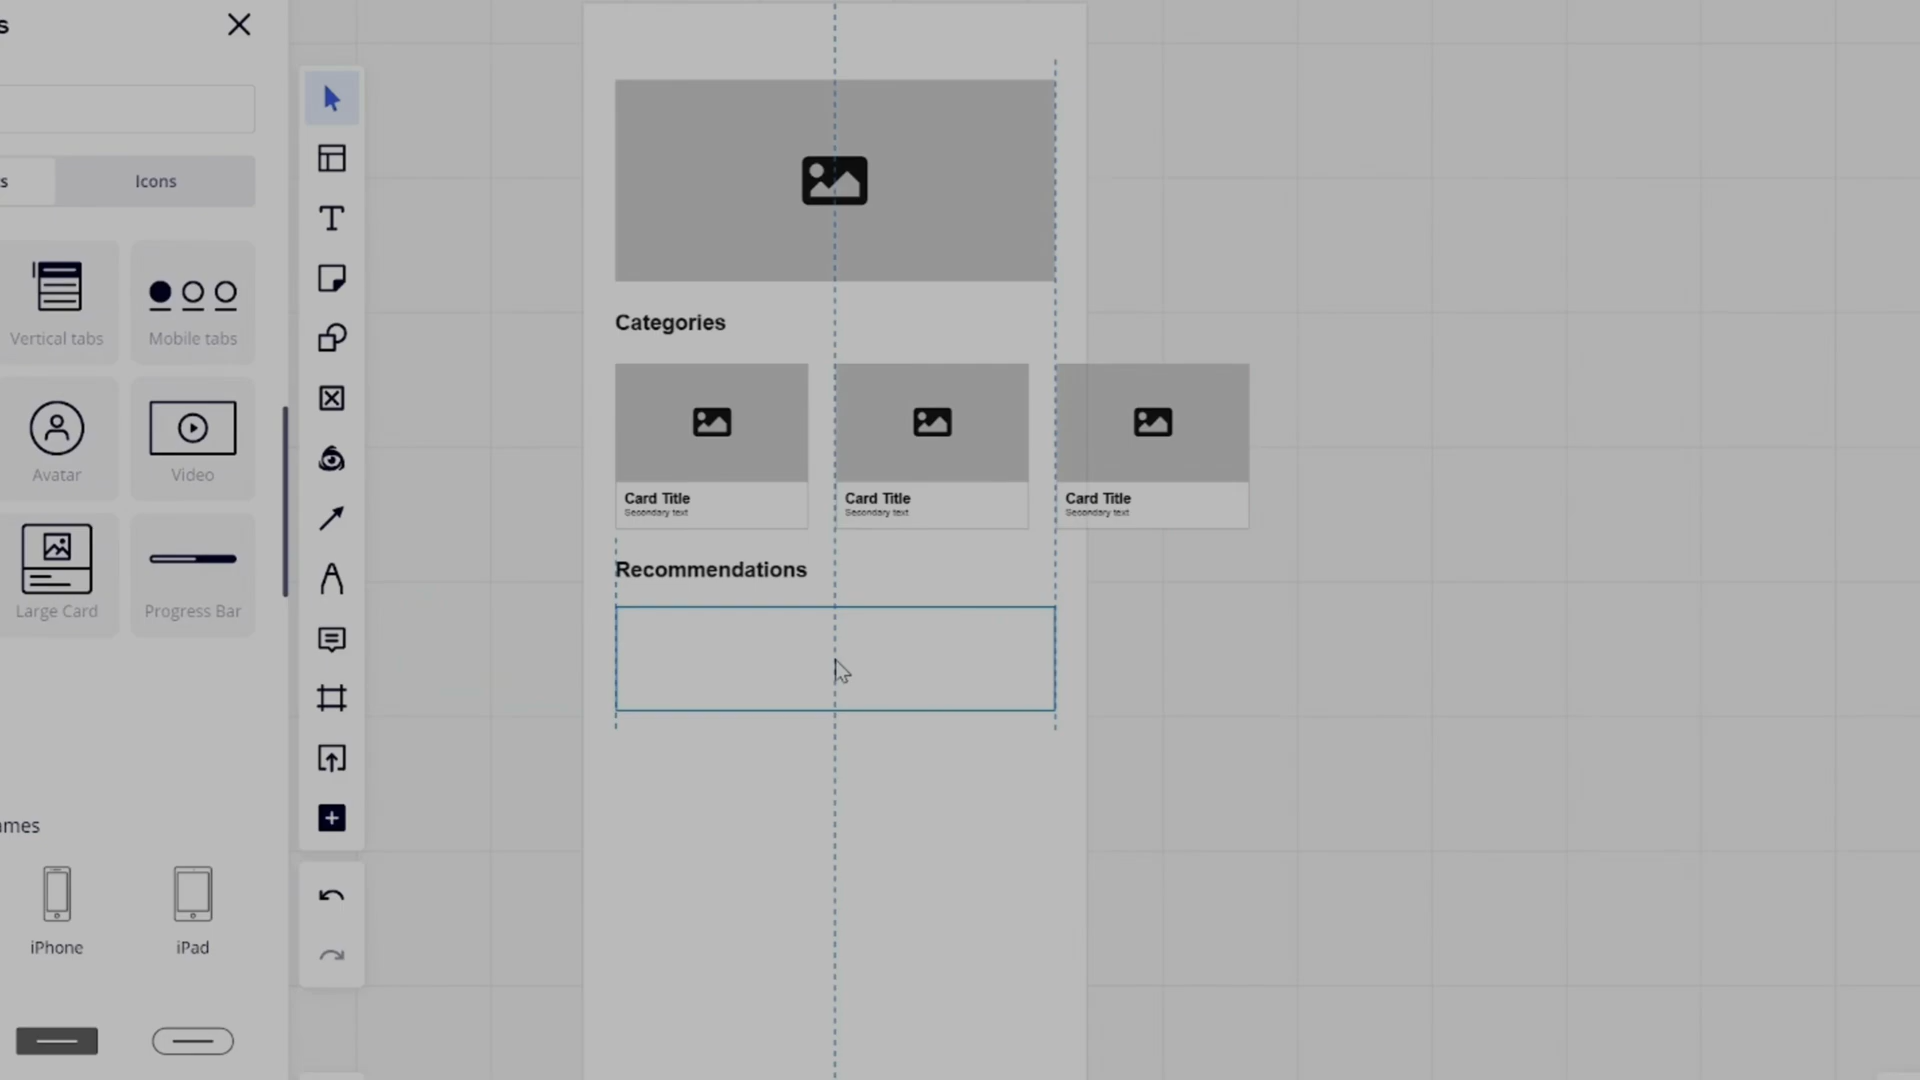 s
s
Icons
Vertical tabs
Mobile tabs
Avatar
Video
Large Card
Progress Bar
ames
iPhone
iPad
Categories
Card Title
Secondary text
Card Title
Secondary text
Card Title
Secondary text
Recommendations